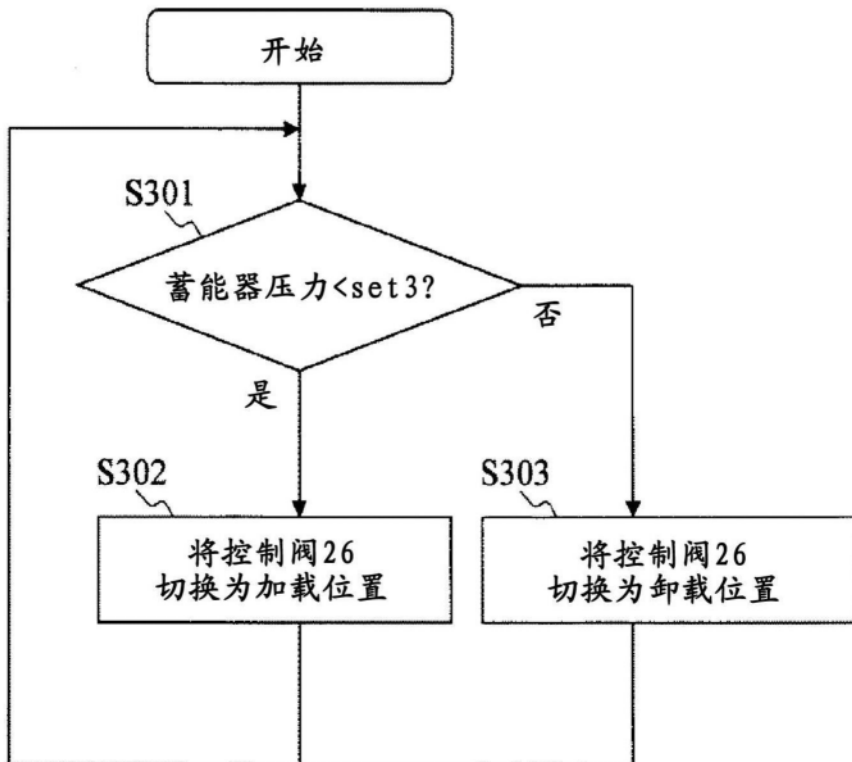 开始
S301
蓄能器压力<set3?
否
是
S302
将控制阀26
切换为加载位置
S303
将控制阀26
切换为卸载位置